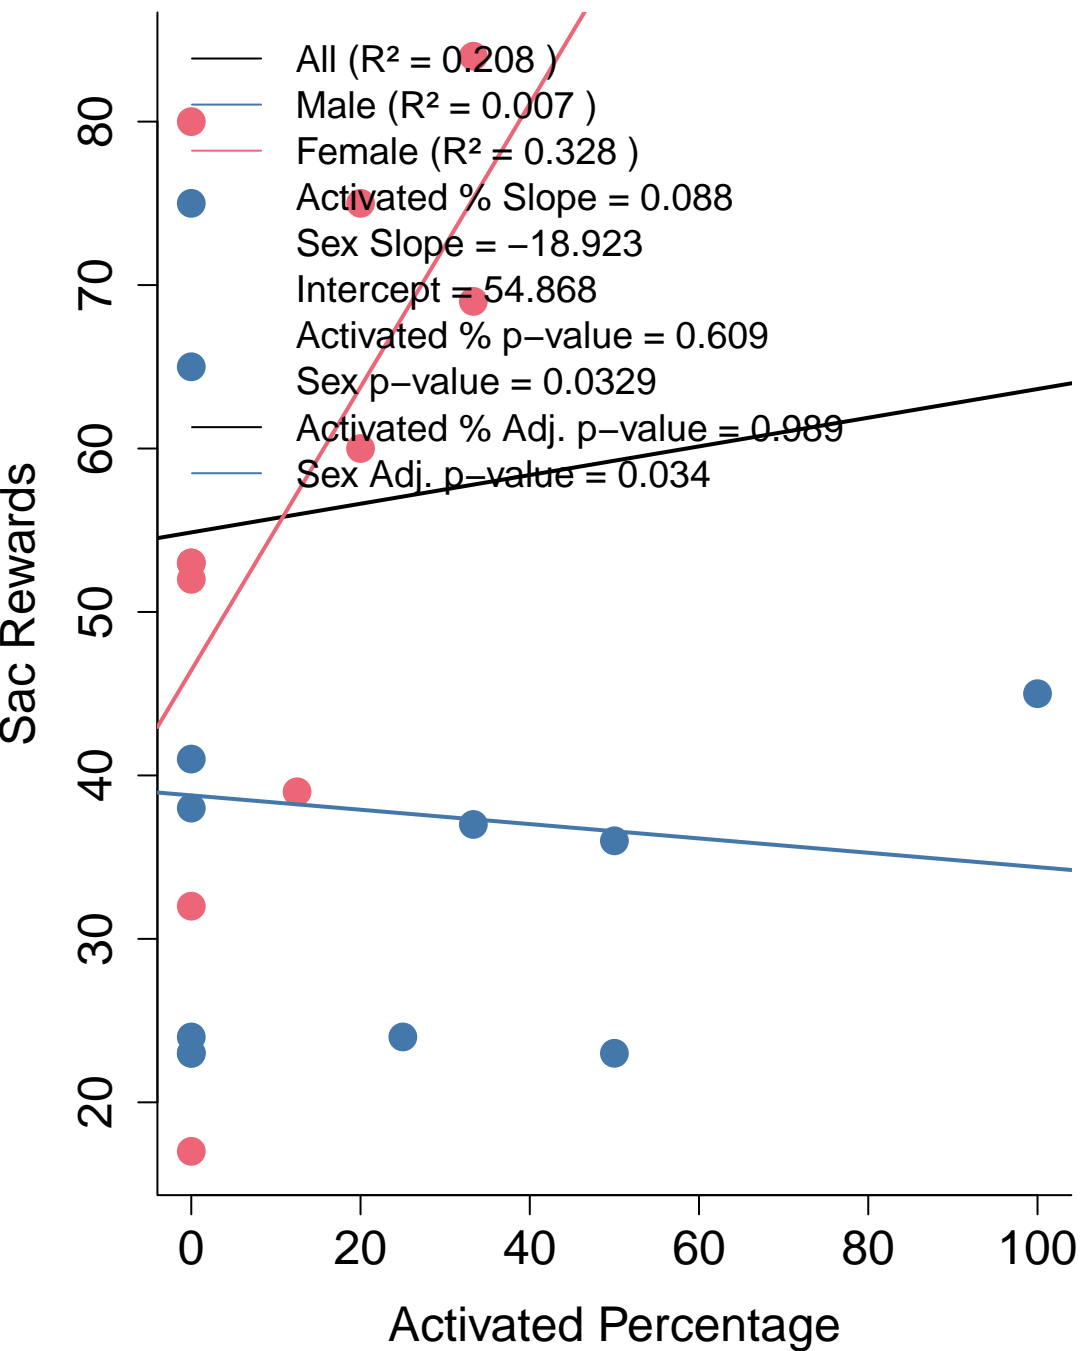 All (R² = 0.208 )
Male (R² = 0.007 )
Female (R² = 0.328 )
Activated % Slope = 0.088
Sex Slope = −18.923
Intercept = 54.868
Activated % p−value = 0.609
Sex p−value = 0.0329
Activated % Adj. p−value = 0.989
Sex Adj. p−value = 0.034
80
70
60
50
40
30
20
Sac Rewards
0 20 40 60 80 100
Activated Percentage